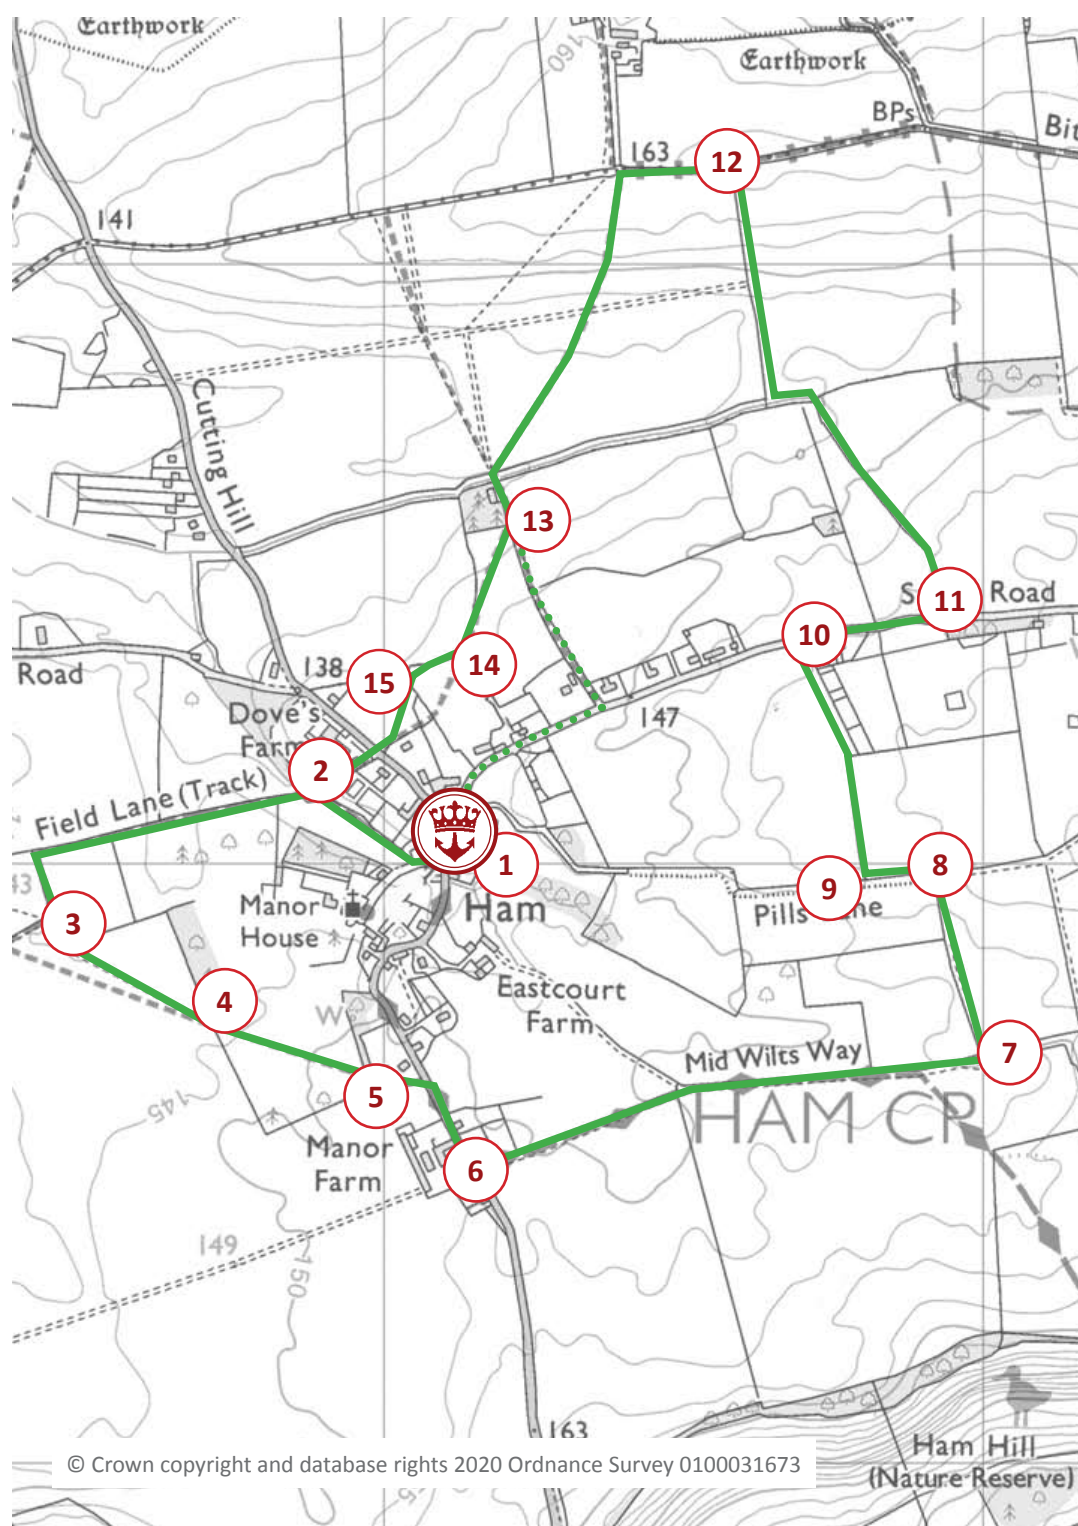 Earthwork
160
Earthwork
BPs
Bit
163
12
141
Cutting Hill
13
S
Road
11
10
Road
138
15
14
Dove's
Farm
147
2
Field Lane (Track)
1
8
9
43
Manor
House
Ham
Pills
ne
3
4
Eastcourt
Farm
W
Mid Wilts Way
7
145
5
HAM CP
Manor
Farm
6
149
150
163
Ham Hill
(Nature Reserve)
© Crown copyright and database rights 2020 Ordnance Survey 0100031673